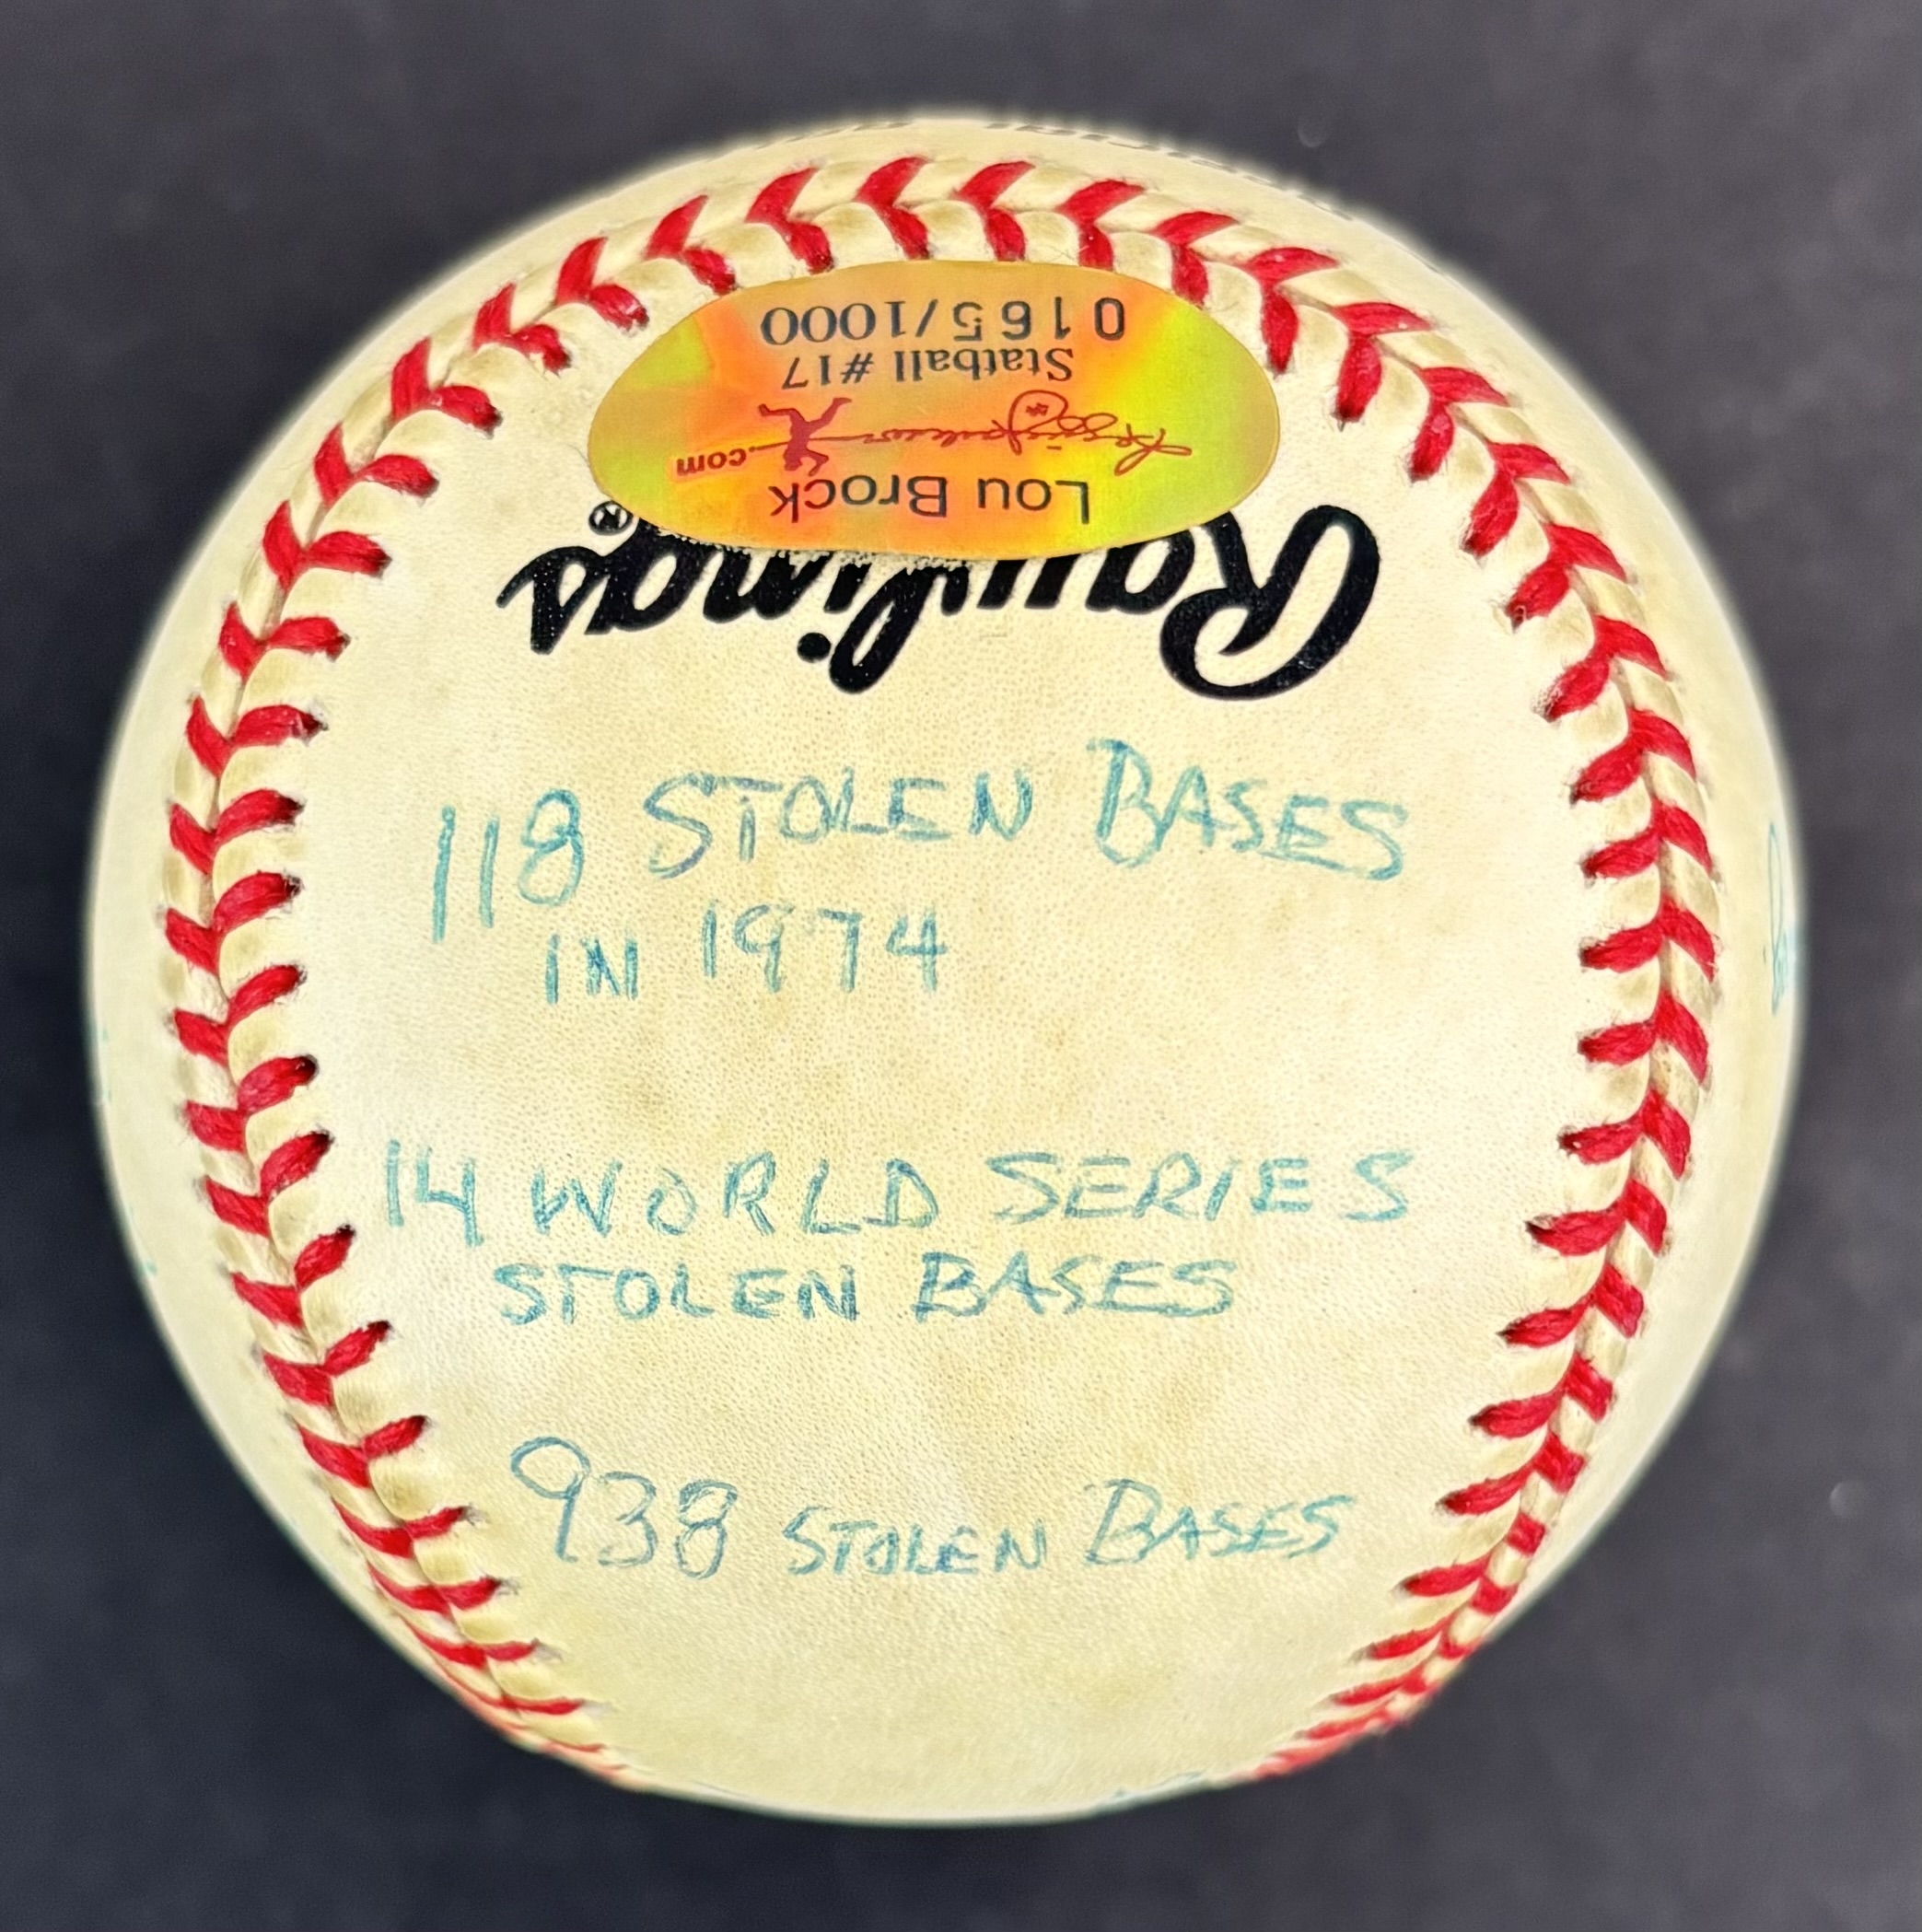 Lou Brock
ReggieJackson.com
Statball #17
0165/1000
Rawlings®
118 STOLEN BASES
IN 1974
14 WORLD SERIES
STOLEN BASES
938 STOLEN BASES